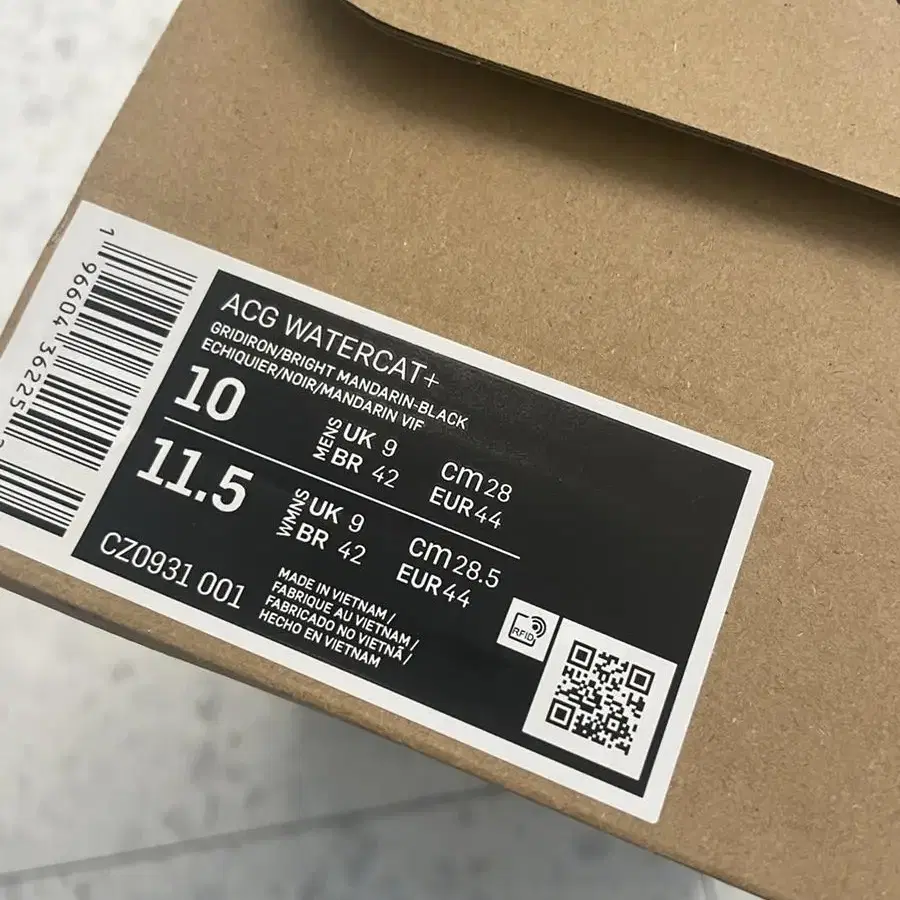 1 96604 36225
ACG WATERCAT+
GRIDIRON/BRIGHT MANDARIN-BLACK
ECHIQUIER/NOIR/MANDARIN VIF
10
MENS
UK 9
BR 42
cm 28
EUR 44
11.5
WMNS
UK 9
BR 42
cm 28.5
EUR 44
CZ0931 001
MADE IN VIETNAM /
FABRIQUE AU VIETNAM /
FABRICADO NO VIETNÃ /
HECHO EN VIETNAM
RFID